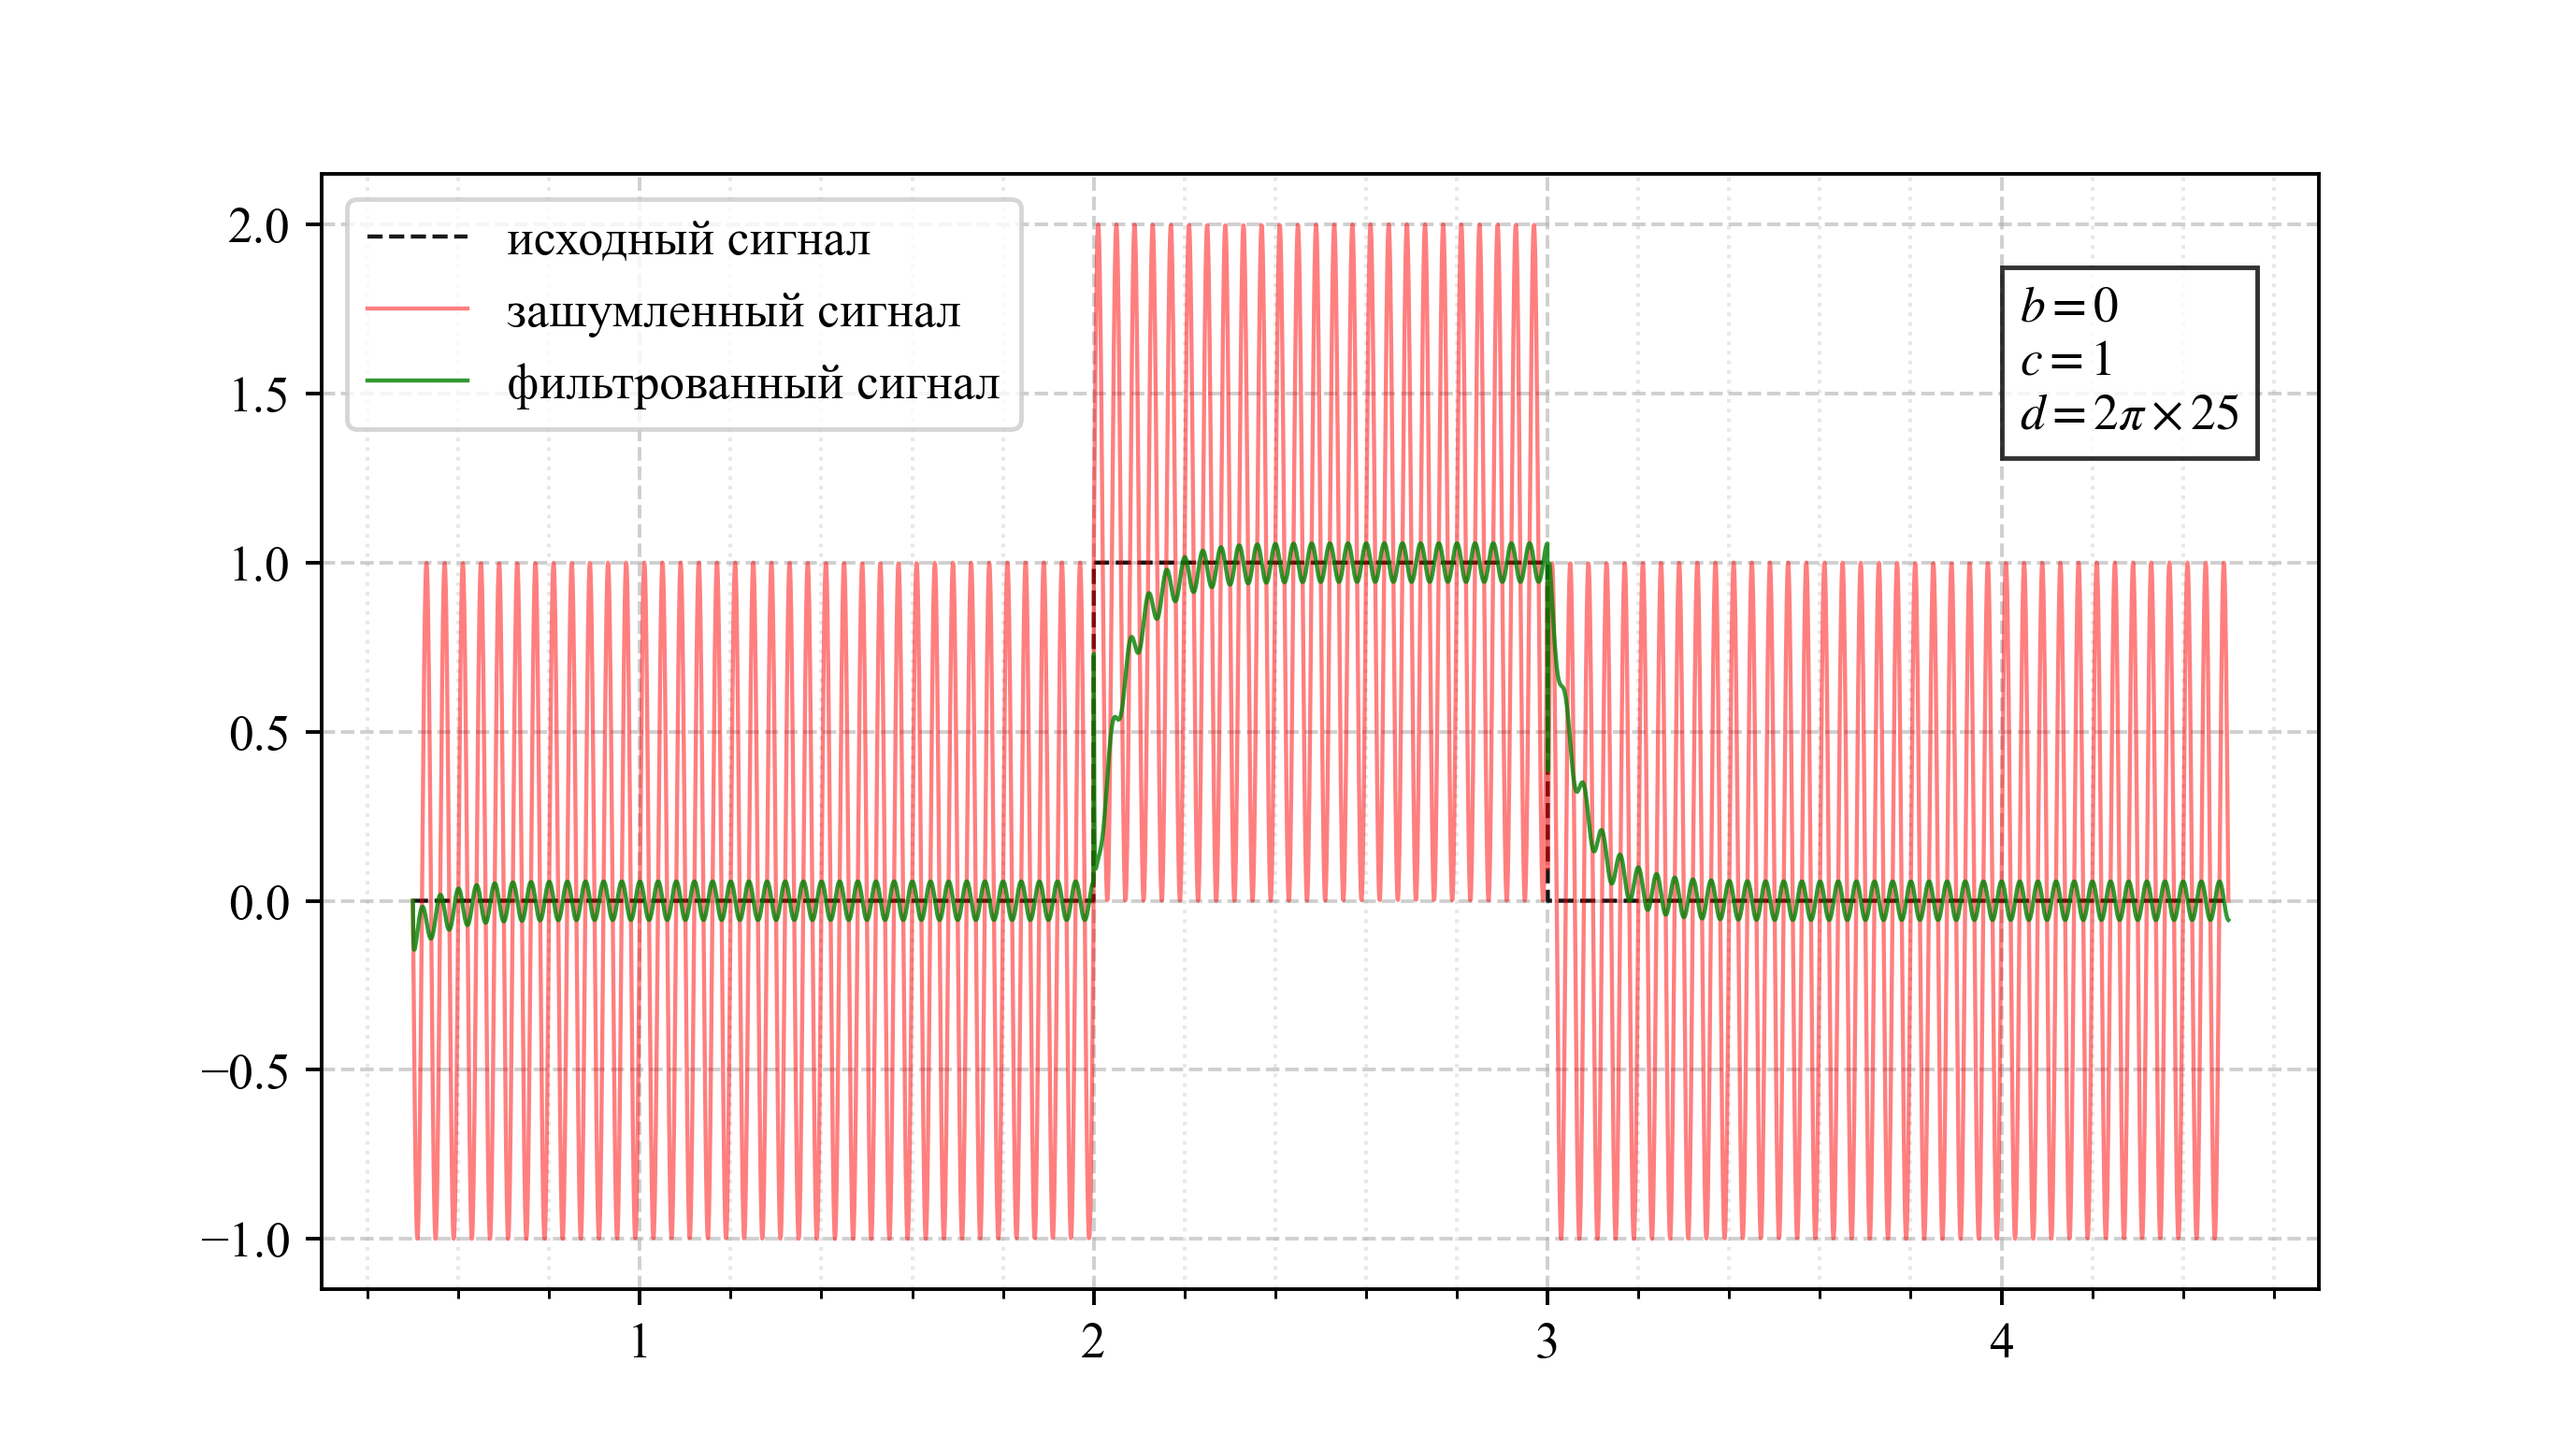 исходный сигнал
зашумленный сигнал
фильтрованный сигнал
b = 0
c = 1
d = 2π × 25
2.0
1.5
1.0
0.5
0.0
−0.5
−1.0
1 2 3 4